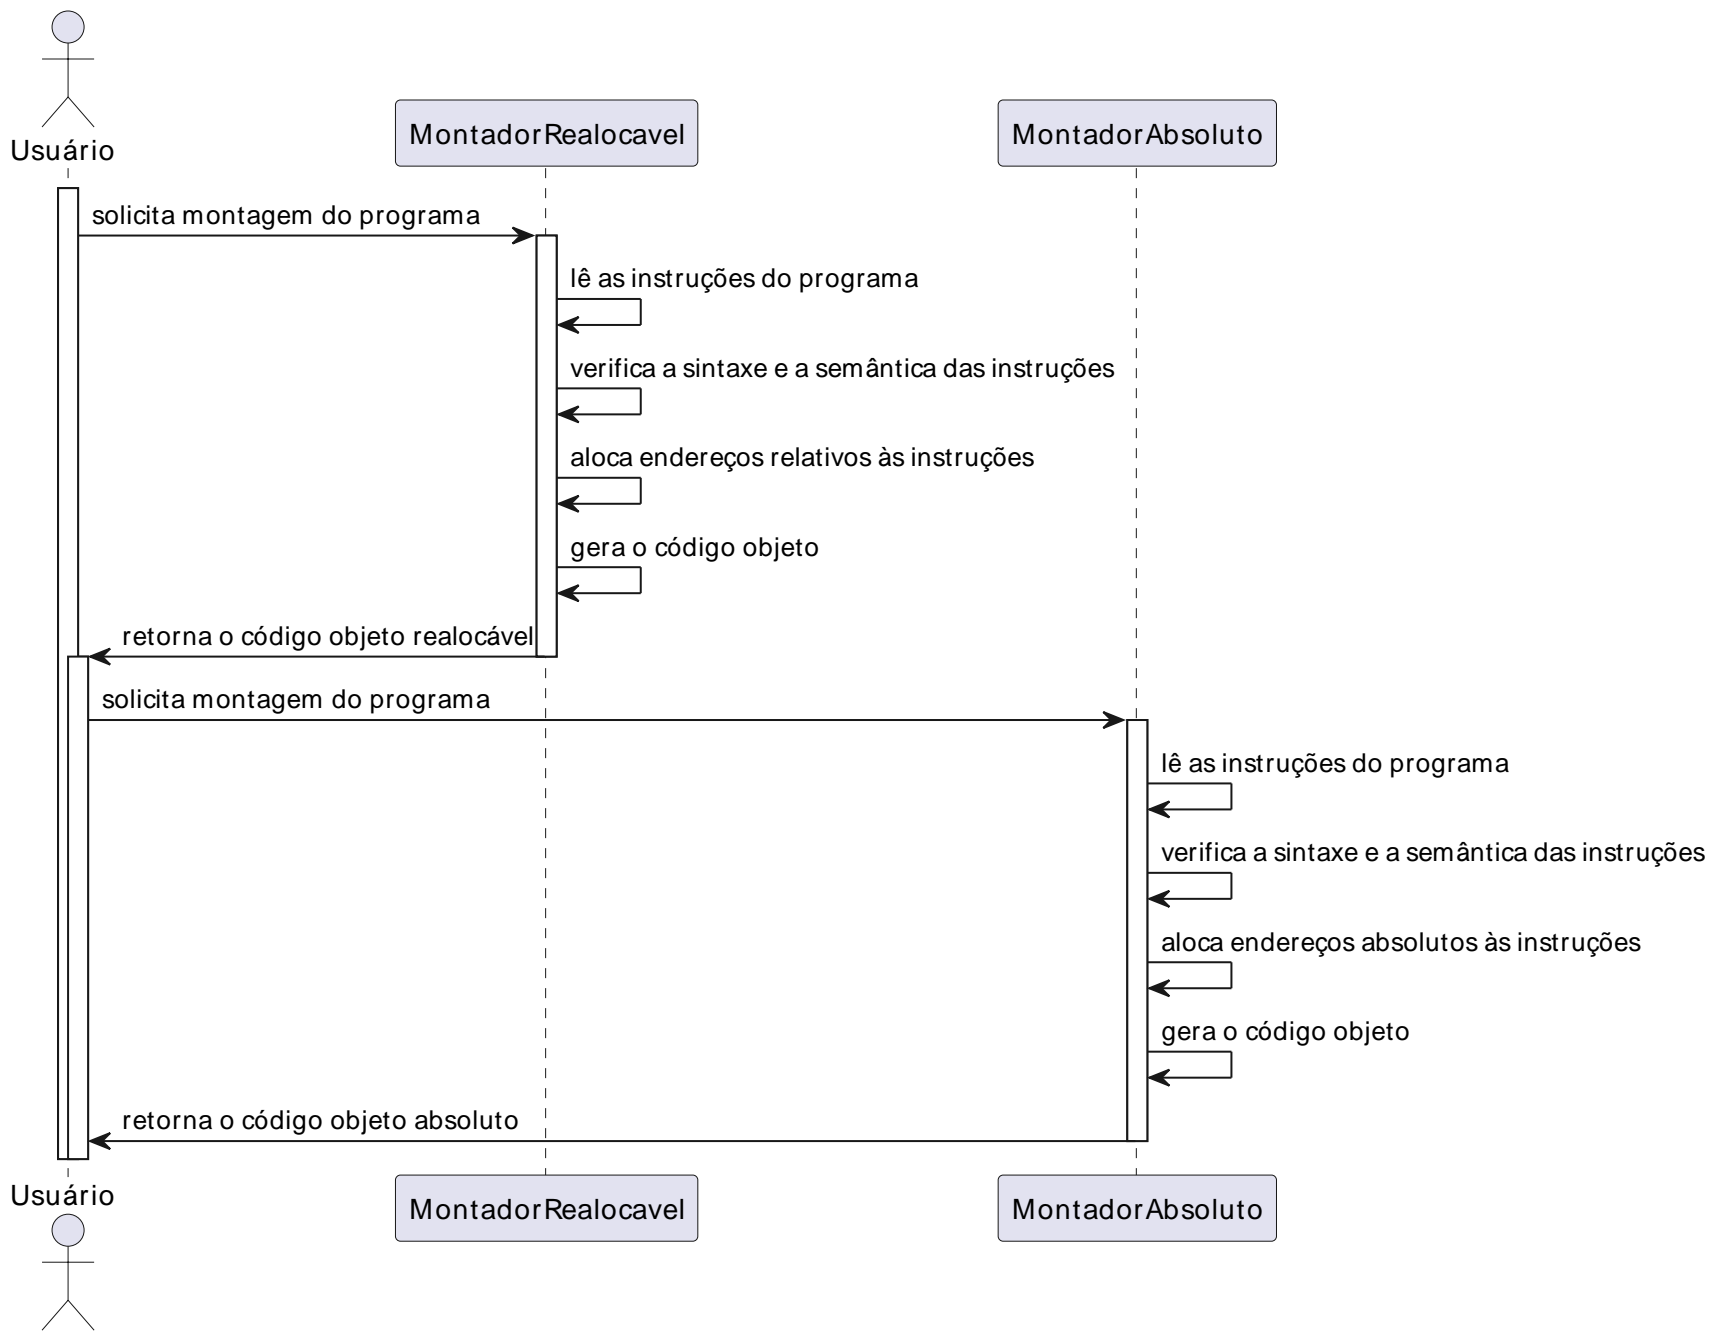 Usuário
MontadorRealocavel
MontadorAbsoluto
solicita montagem do programa
lê as instruções do programa
verifica a sintaxe e a semântica das instruções
aloca endereços relativos às instruções
gera o código objeto
retorna o código objeto realocável
solicita montagem do programa
lê as instruções do programa
verifica a sintaxe e a semântica das instruções
aloca endereços absolutos às instruções
gera o código objeto
retorna o código objeto absoluto
Usuário
MontadorRealocavel
MontadorAbsoluto